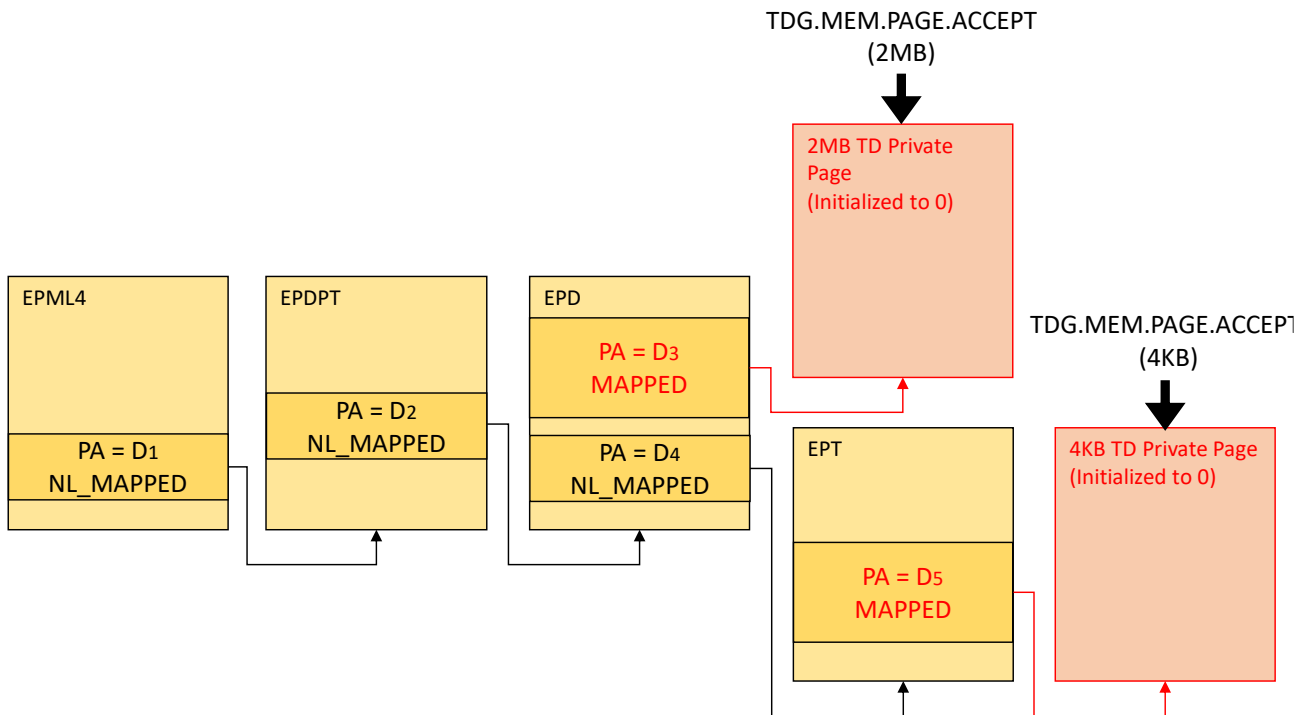 TDG.MEM.PAGE.ACCEPT
(2MB)
2MB TD Private
Page
(Initialized to 0)
EPML4
PA = D1
NL_MAPPED
EPDPT
PA = D2
NL_MAPPED
EPD
PA = D3
MAPPED
PA = D4
NL_MAPPED
TDG.MEM.PAGE.ACCEPT
(4KB)
EPT
PA = D5
MAPPED
4KB TD Private Page
(Initialized to 0)